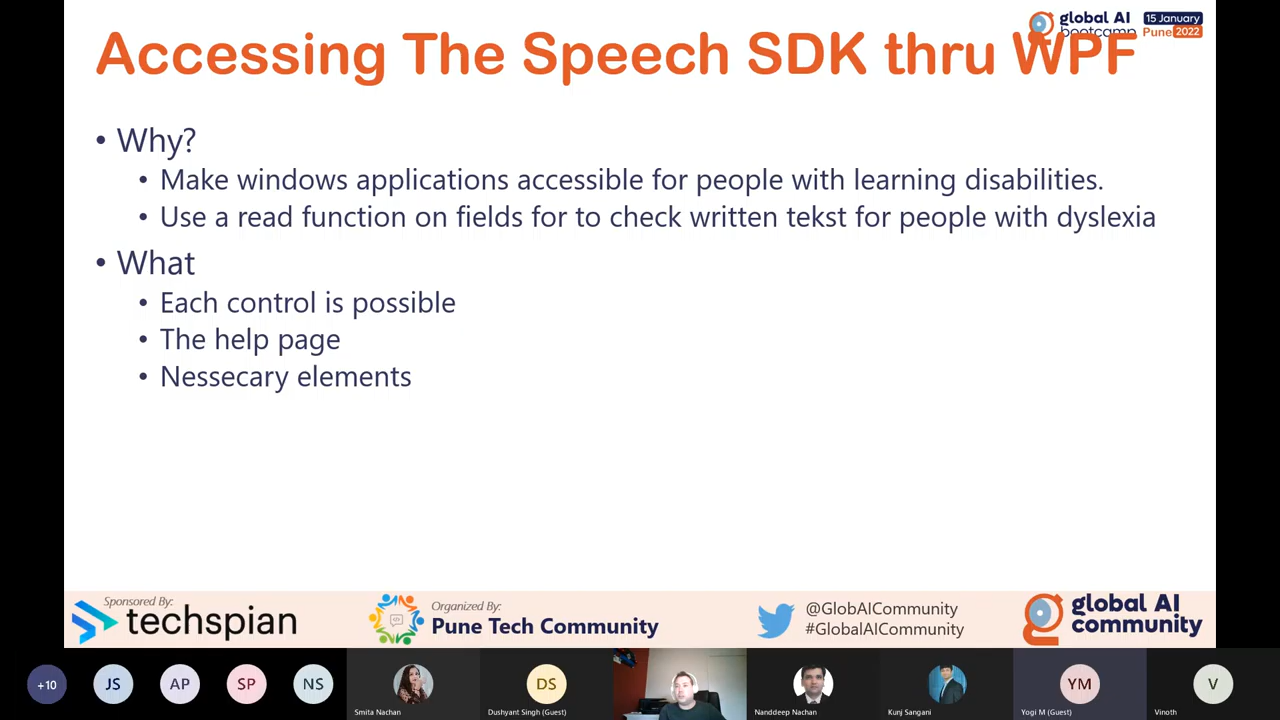 global AI
bootcamp
15 January
Pune 2022
Accessing The Speech SDK thru WPF
• Why?
• Make windows applications accessible for people with learning disabilities.
• Use a read function on fields for to check written tekst for people with dyslexia
• What
• Each control is possible
• The help page
• Nessecary elements
Sponsored By:
techspian
Organized By:
Pune Tech Community
@GlobAICommunity
#GlobalAICommunity
global AI
community
+10
JS
AP
SP
NS
Smita Nachan
DS
Dushyant Singh (Guest)
Nanddeep Nachan
Kunj Sangani
YM
Yogi M (Guest)
V
Vinoth